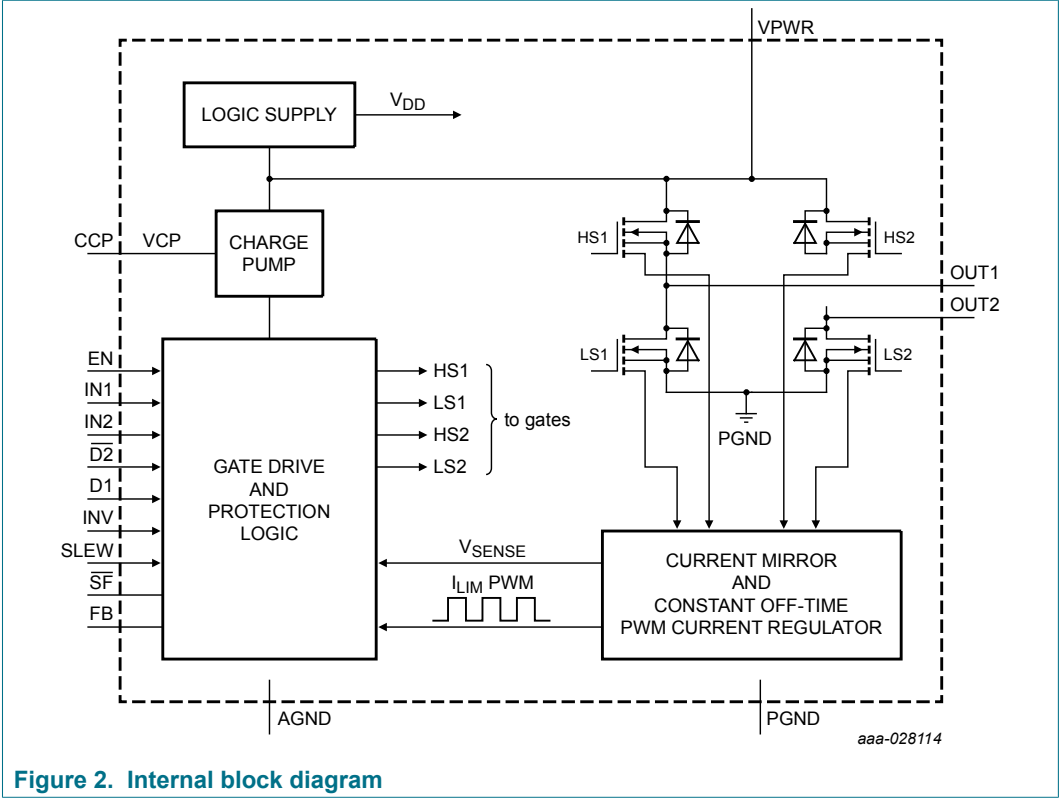 VPWR
LOGIC SUPPLY
VDD
CCP
VCP
CHARGE
PUMP
HS1
HS2
OUT1
OUT2
LS1
LS2
PGND
EN
IN1
IN2
D2
D1
INV
SLEW
SF
FB
GATE DRIVE
AND
PROTECTION
LOGIC
HS1
LS1
HS2
LS2
to gates
VSENSE
ILIM PWM
CURRENT MIRROR
AND
CONSTANT OFF-TIME
PWM CURRENT REGULATOR
AGND
PGND
aaa-028114
Figure 2. Internal block diagram